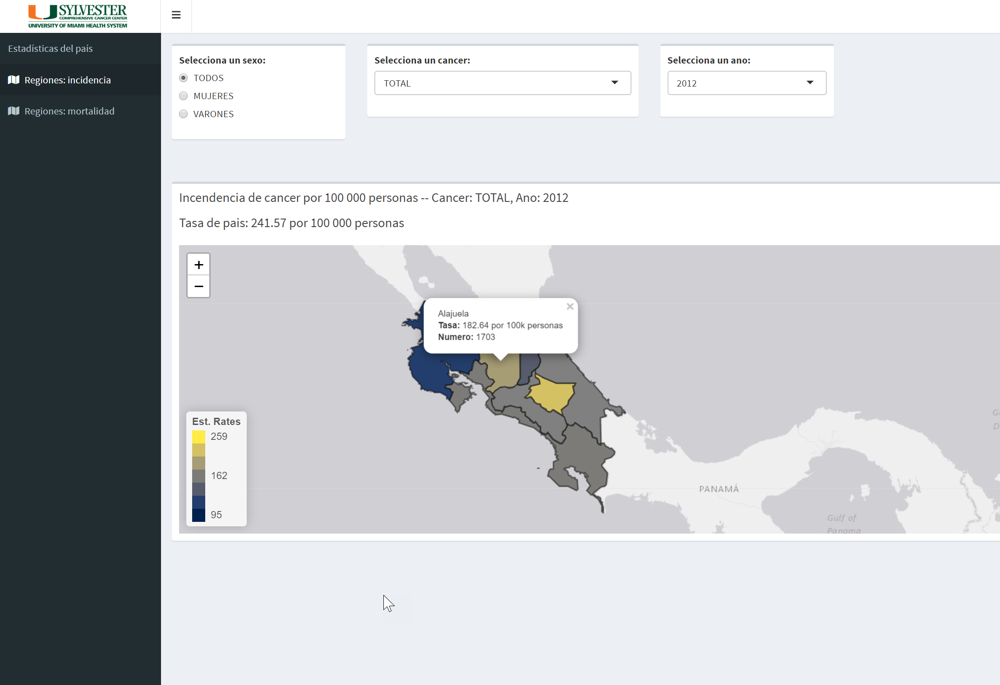 SYLVESTER
COMPREHENSIVE CANCER CENTER
UNIVERSITY OF MIAMI HEALTH SYSTEM
Estadísticas del país
Regiones: incidencia
Regiones: mortalidad
Selecciona un sexo:
TODOS
MUJERES
VARONES
Selecciona un cancer:
TOTAL
Selecciona un ano:
2012
Incendencia de cancer por 100 000 personas -- Cancer: TOTAL, Ano: 2012
Tasa de pais: 241.57 por 100 000 personas
+
−
Alajuela
Tasa: 182.64 por 100k personas
Numero: 1703
×
Est. Rates
259
162
95
PANAMÁ
Gulf of
Panama